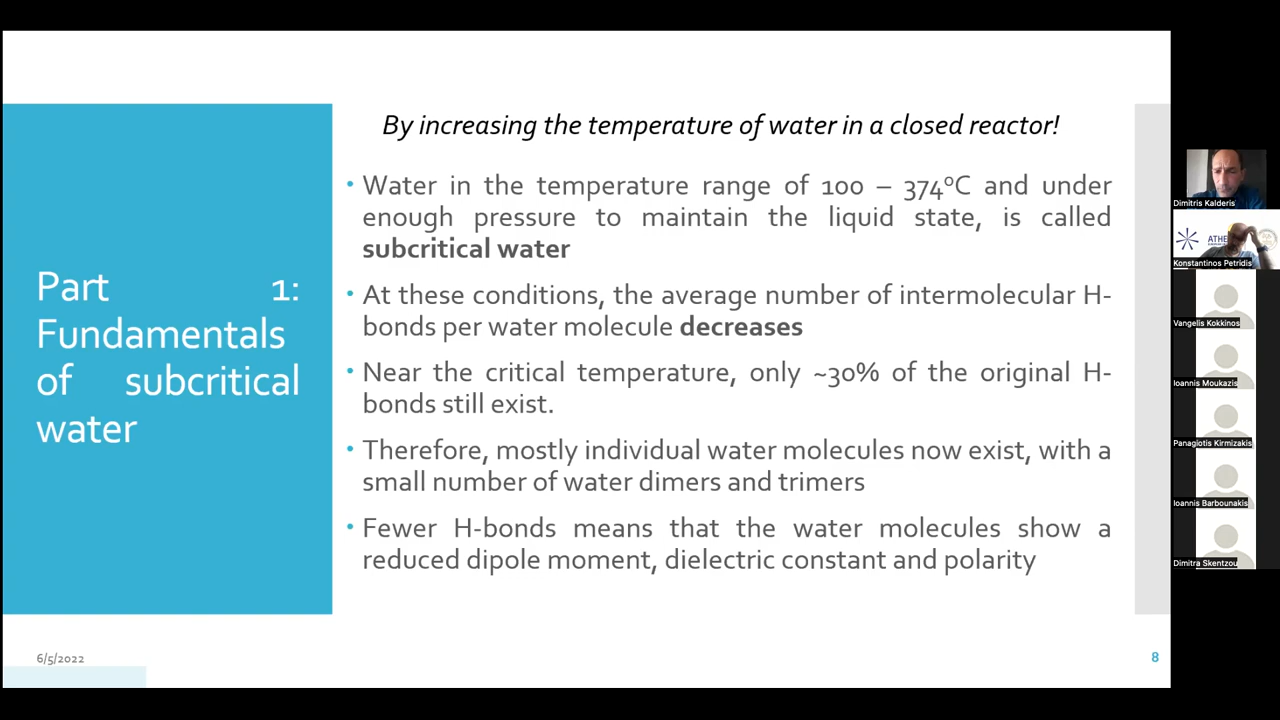 By increasing the temperature of water in a closed reactor!
• Water in the temperature range of 100 – 374⁰C and under
enough pressure to maintain the liquid state, is called
subcritical water
• At these conditions, the average number of intermolecular H-
bonds per water molecule decreases
• Near the critical temperature, only ~30% of the original H-
bonds still exist.
• Therefore, mostly individual water molecules now exist, with a
small number of water dimers and trimers
• Fewer H-bonds means that the water molecules show a
reduced dipole moment, dielectric constant and polarity
Part 1:
Fundamentals
of subcritical
water
6/5/2022
8
Dimitris Kalderis
ATHE
Konstantinos Petridis
Vangelis Kokkinos
Ioannis Moukazis
Panagiotis Kirmizakis
Ioannis Barbounakis
Dimitra Skentzou